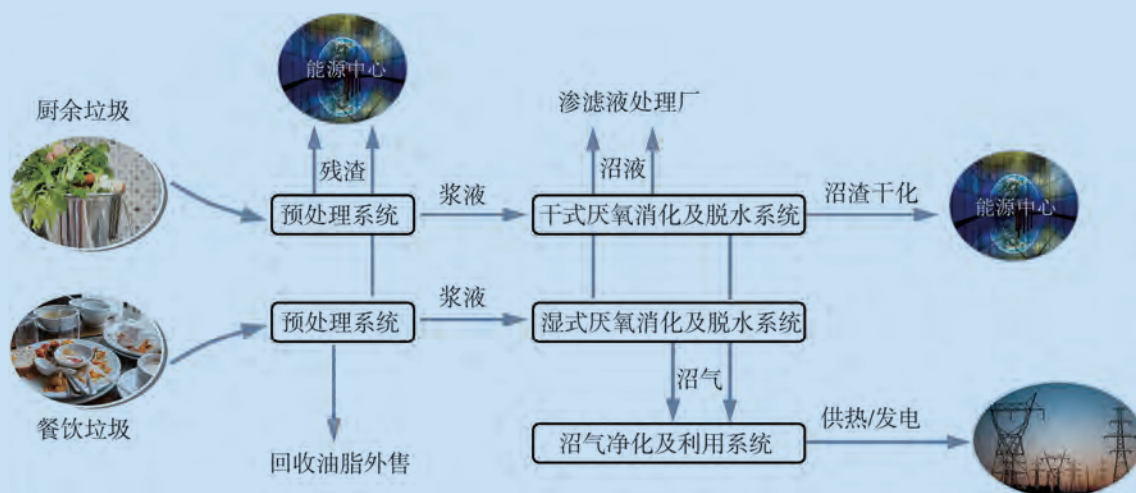 能源中心
厨余垃圾
渗滤液处理厂
残渣
沼液
预处理系统
浆液
干式厌氧消化及脱水系统
沼渣干化
能源中心
预处理系统
浆液
湿式厌氧消化及脱水系统
沼气
餐饮垃圾
回收油脂外售
沼气净化及利用系统
供热/发电